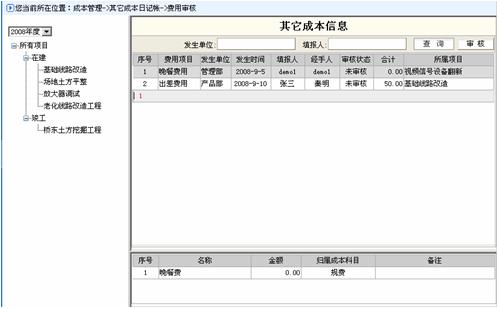 您当前所在位置：成本管理->其它成本日记帐->费用审核
2008年度
所有项目
在建
基础线路改造
场地土方平整
放大器调试
老化线路改造工程
竣工
桥东土方挖掘工程
其它成本信息
发生单位: 填报人: 查 询 审 核
序号 费用项目 发生单位 发生时间 填报人 经手人 审核状态 合计 所属项目
1 晚餐费用 管理部 2008-9-5 demo1 demo1 未审核 0.00 视频信号设备翻新
2 出差费用 产品部 2008-9-10 张三 秦明 未审核 50.00 基础线路改造
1
序号 名称 金额 归属成本科目 备注
1 晚餐费 0.00 规费